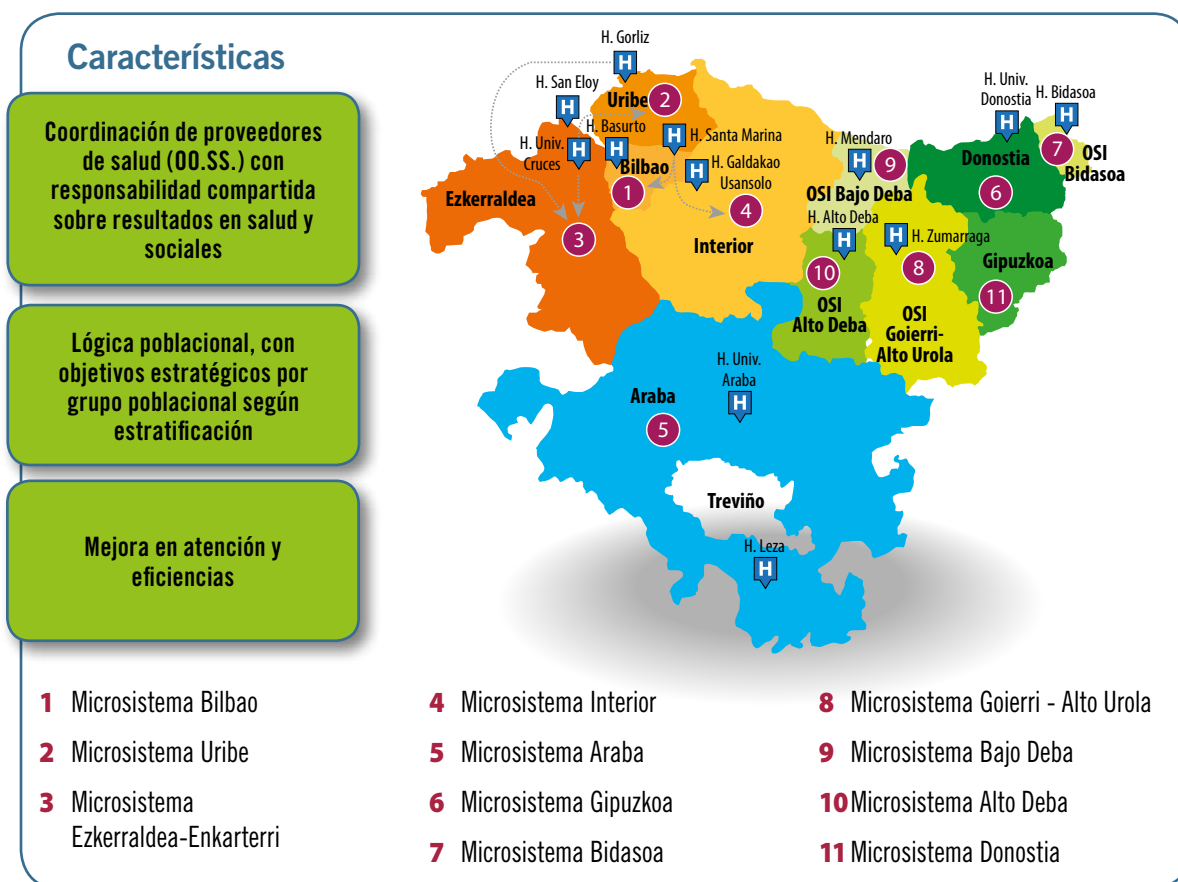 Características
Coordinación de proveedores
de salud (OO.SS.) con
responsabilidad compartida
sobre resultados en salud y
sociales
Lógica poblacional, con
objetivos estratégicos por
grupo poblacional según
estratificación
Mejora en atención y
eficiencias
H. Gorliz
H
H. San Eloy
H
Uribe
2
H. Univ.
Cruces
H
H. Basurto
H
Bilbao
1
H. Santa Marina
H
H. Galdakao
Usansolo
H
4
Interior
Ezkerraldea
3
H. Mendaro
H
9
OSI Bajo Deba
H. Alto Deba
H
10
OSI
Alto Deba
H. Univ.
Donostia
H
Donostia
6
H. Bidasoa
H
7
OSI
Bidasoa
H. Zumarraga
H
8
OSI
Goierri-
Alto Urola
Gipuzkoa
11
H. Univ.
Araba
H
Araba
5
Treviño
H. Leza
H
1 Microsistema Bilbao
2 Microsistema Uribe
3 Microsistema
Ezkerraldea-Enkarterri
4 Microsistema Interior
5 Microsistema Araba
6 Microsistema Gipuzkoa
7 Microsistema Bidasoa
8 Microsistema Goierri - Alto Urola
9 Microsistema Bajo Deba
10 Microsistema Alto Deba
11 Microsistema Donostia